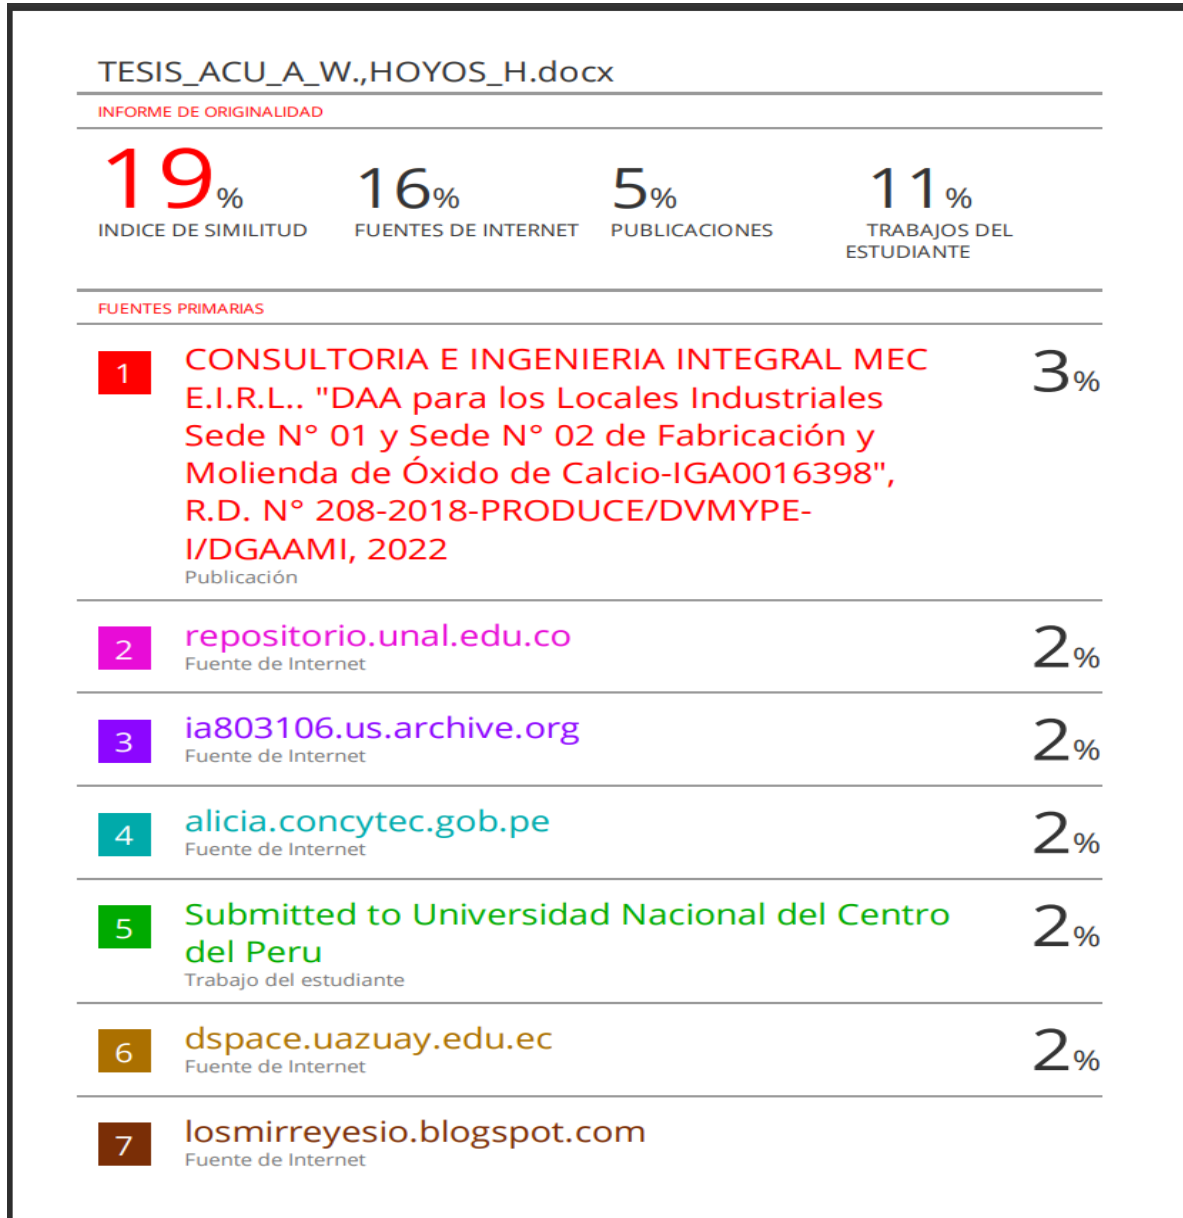 TESIS_ACU_A_W.,HOYOS_H.docx
INFORME DE ORIGINALIDAD
19% 16% 5% 11%
INDICE DE SIMILITUD FUENTES DE INTERNET PUBLICACIONES TRABAJOS DEL
ESTUDIANTE
FUENTES PRIMARIAS
1 CONSULTORIA E INGENIERIA INTEGRAL MEC 3%
E.I.R.L.. "DAA para los Locales Industriales
Sede N° 01 y Sede N° 02 de Fabricación y
Molienda de Óxido de Calcio-IGA0016398",
R.D. N° 208-2018-PRODUCE/DVMYPE-
I/DGAAMI, 2022
Publicación
2 repositorio.unal.edu.co 2%
Fuente de Internet
3 ia803106.us.archive.org 2%
Fuente de Internet
4 alicia.concytec.gob.pe 2%
Fuente de Internet
5 Submitted to Universidad Nacional del Centro 2%
del Peru
Trabajo del estudiante
6 dspace.uazuay.edu.ec 2%
Fuente de Internet
7 losmirreyesio.blogspot.com
Fuente de Internet